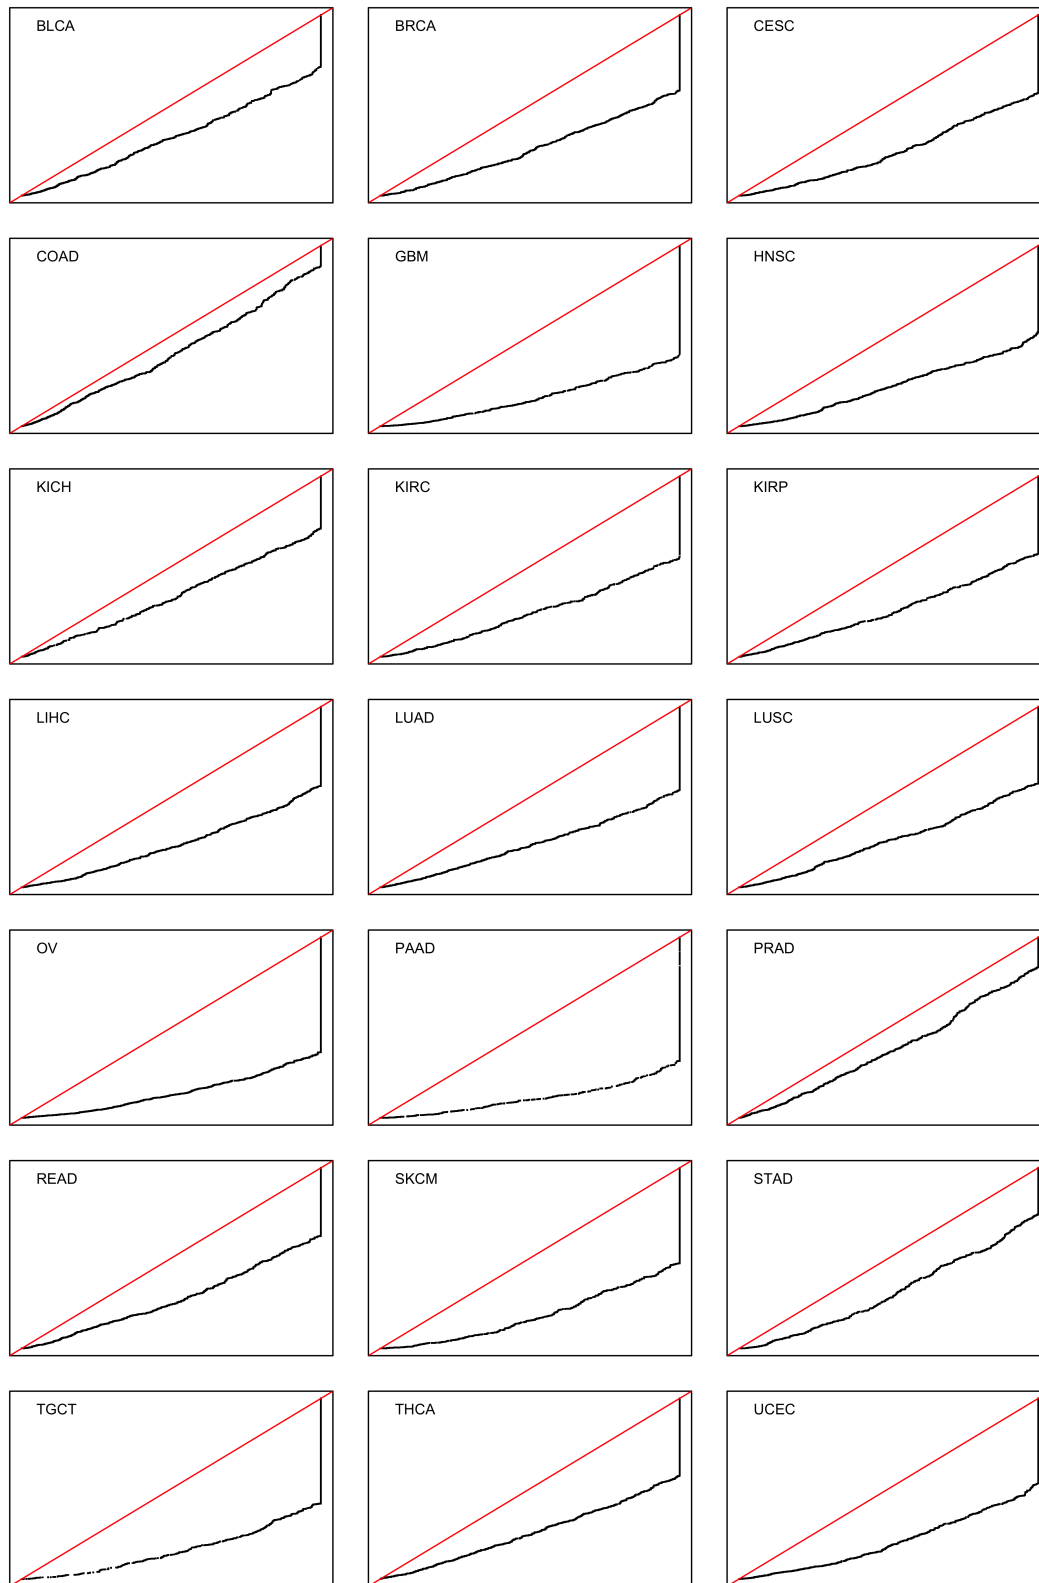 BLCA
BRCA
CESC
COAD
GBM
HNSC
KICH
KIRC
KIRP
LIHC
LUAD
LUSC
OV
PAAD
PRAD
READ
SKCM
STAD
TGCT
THCA
UCEC